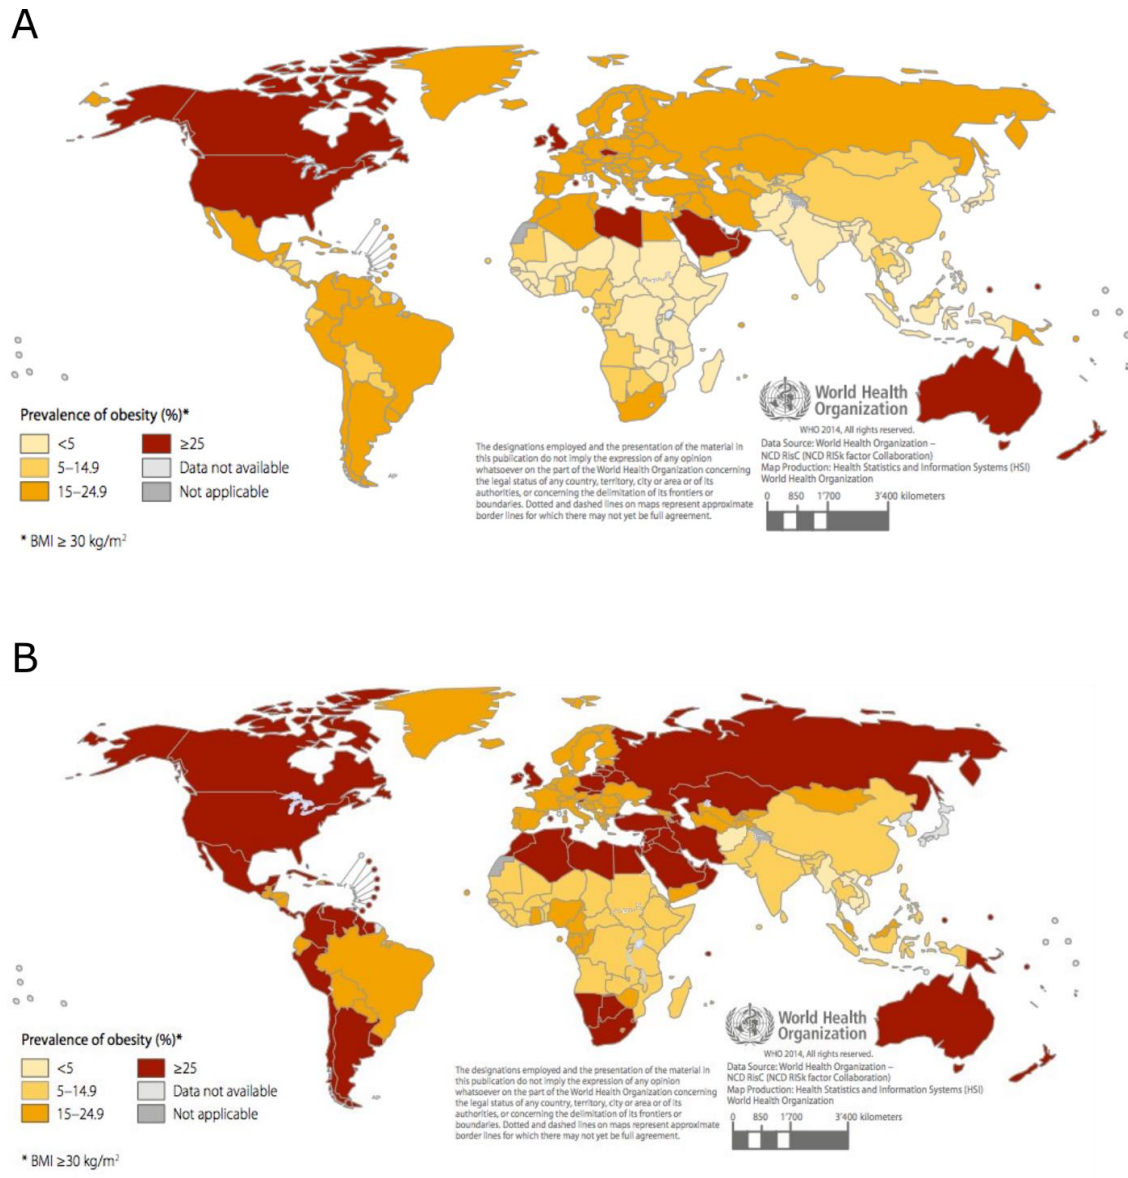 A
Prevalence of obesity (%)*
<5
5–14.9
15–24.9
≥25
Data not available
Not applicable
* BMI ≥ 30 kg/m²
The designations employed and the presentation of the material in
this publication do not imply the expression of any opinion
whatsoever on the part of the World Health Organization concerning
the legal status of any country, territory, city or area or of its
authorities, or concerning the delimitation of its frontiers or
boundaries. Dotted and dashed lines on maps represent approximate
border lines for which there may not yet be full agreement.
World Health
Organization
WHO 2014, All rights reserved.
Data Source: World Health Organization –
NCD RisC (NCD RISk factor Collaboration)
Map Production: Health Statistics and Information Systems (HSI)
World Health Organization
0 850 1'700 3'400 kilometers
B
Prevalence of obesity (%)*
<5
5–14.9
15–24.9
≥25
Data not available
Not applicable
* BMI ≥30 kg/m²
The designations employed and the presentation of the material in
this publication do not imply the expression of any opinion
whatsoever on the part of the World Health Organization concerning
the legal status of any country, territory, city or area or of its
authorities, or concerning the delimitation of its frontiers or
boundaries. Dotted and dashed lines on maps represent approximate
border lines for which there may not yet be full agreement.
World Health
Organization
WHO 2014, All rights reserved.
Data Source: World Health Organization –
NCD RisC (NCD RISk factor Collaboration)
Map Production: Health Statistics and Information Systems (HSI)
World Health Organization
0 850 1'700 3'400 kilometers